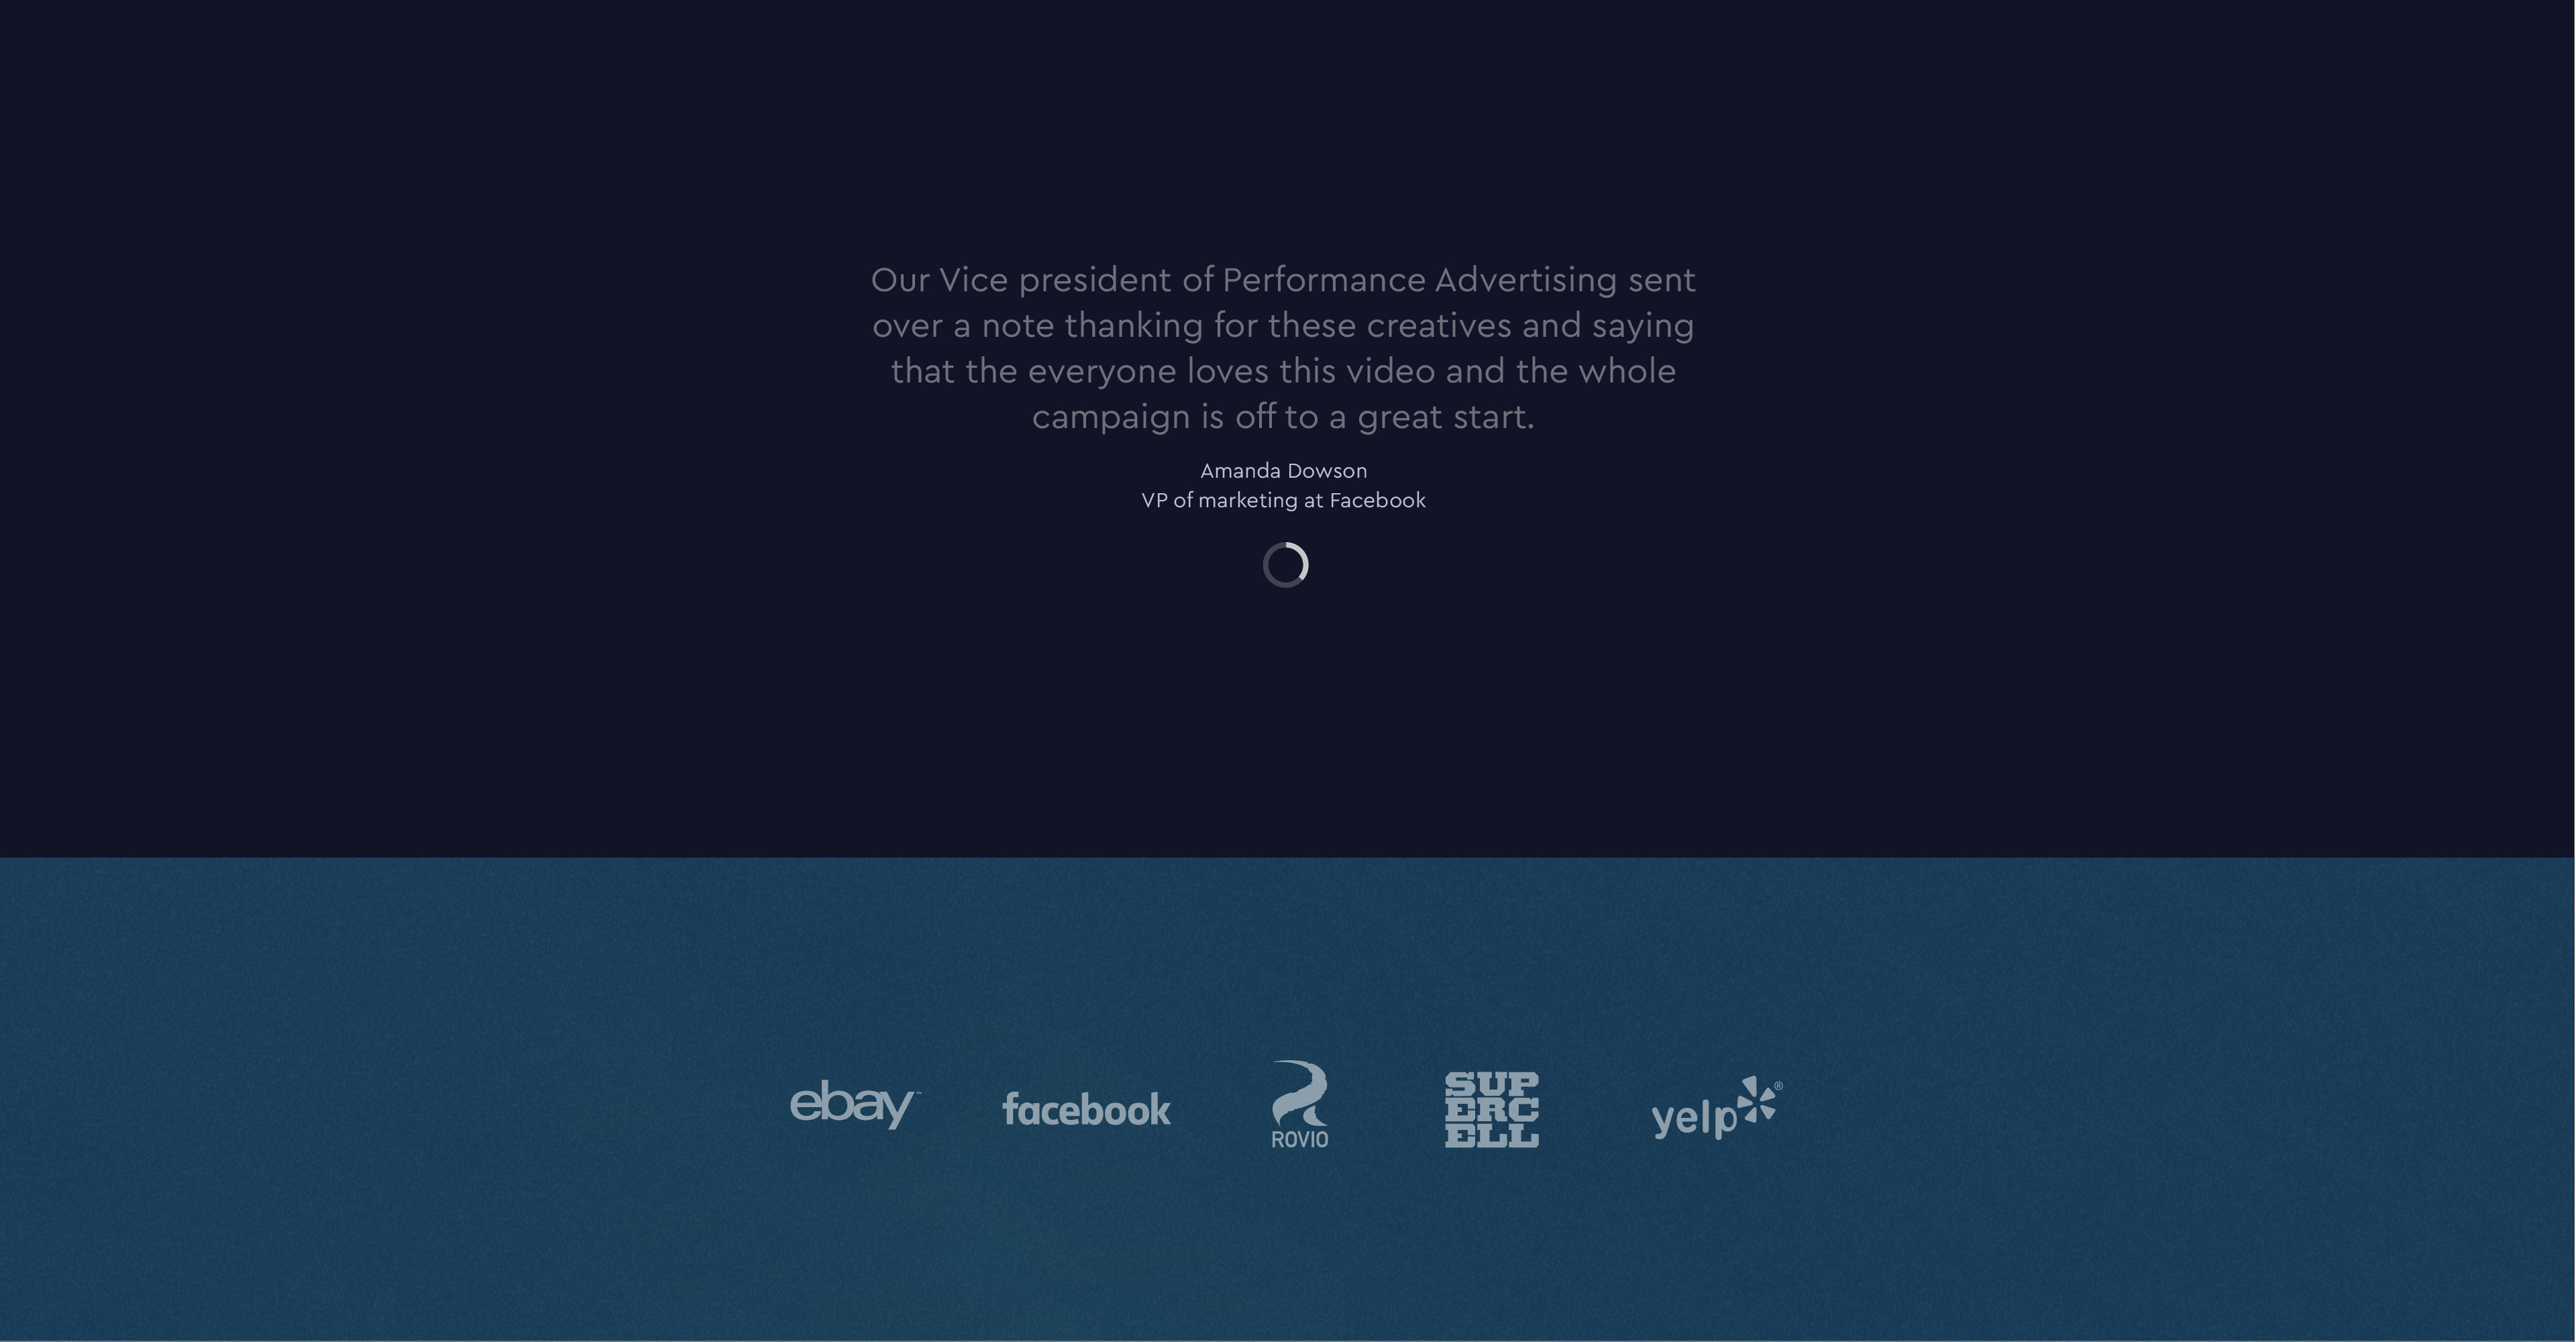 Our Vice president of Performance Advertising sent
over a note thanking for these creatives and saying
that the everyone loves this video and the whole
campaign is off to a great start.
Amanda Dowson
VP of marketing at Facebook
ebay™
facebook
ROVIO
SUP
ERC
ELL
yelp®